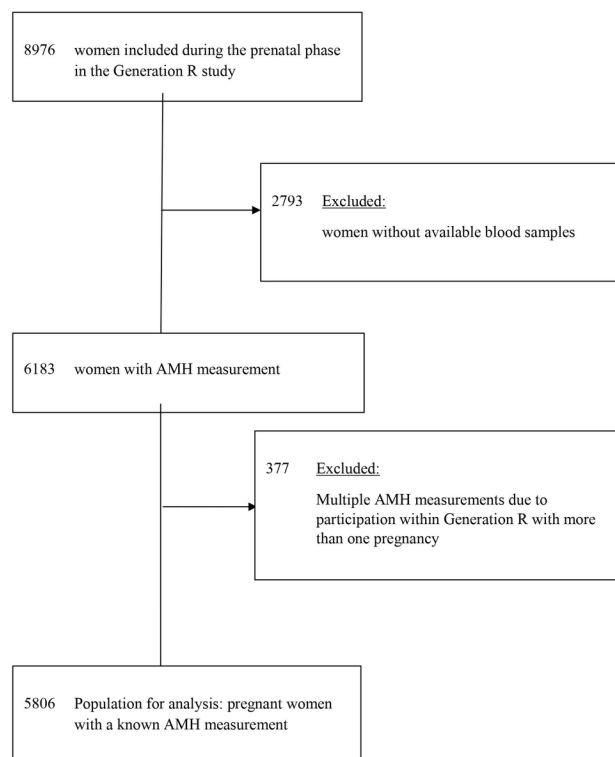 8976 women included during the prenatal phase
in the Generation R study
2793 Excluded:
women without available blood samples
6183 women with AMH measurement
377 Excluded:
Multiple AMH measurements due to
participation within Generation R with more
than one pregnancy
5806 Population for analysis: pregnant women
with a known AMH measurement